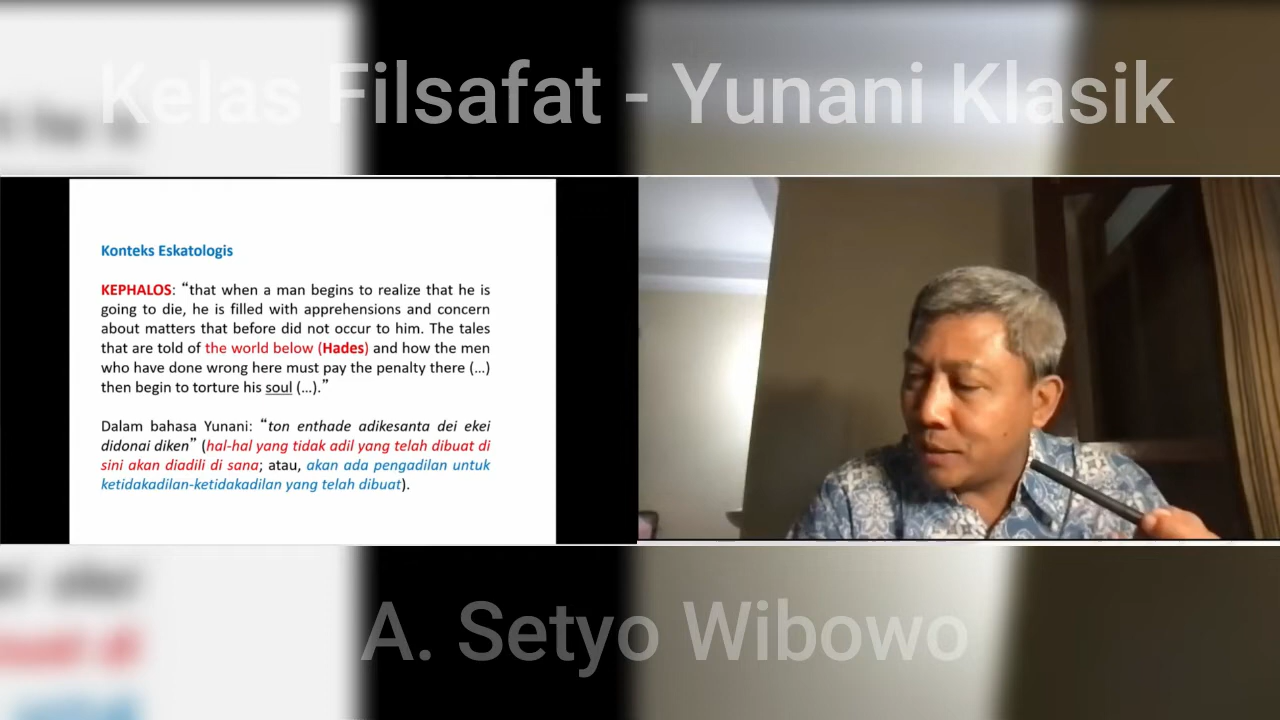 Kelas Filsafat - Yunani Klasik
Konteks Eskatologis
KEPHALOS: “that when a man begins to realize that he is
going to die, he is filled with apprehensions and concern
about matters that before did not occur to him. The tales
that are told of the world below (Hades) and how the men
who have done wrong here must pay the penalty there (...)
then begin to torture his soul (...).”
Dalam bahasa Yunani: “ton enthade adikesanta dei ekei
didonai diken” (hal-hal yang tidak adil yang telah dibuat di
sini akan diadili di sana; atau, akan ada pengadilan untuk
ketidakadilan-ketidakadilan yang telah dibuat).
A. Setyo Wibowo